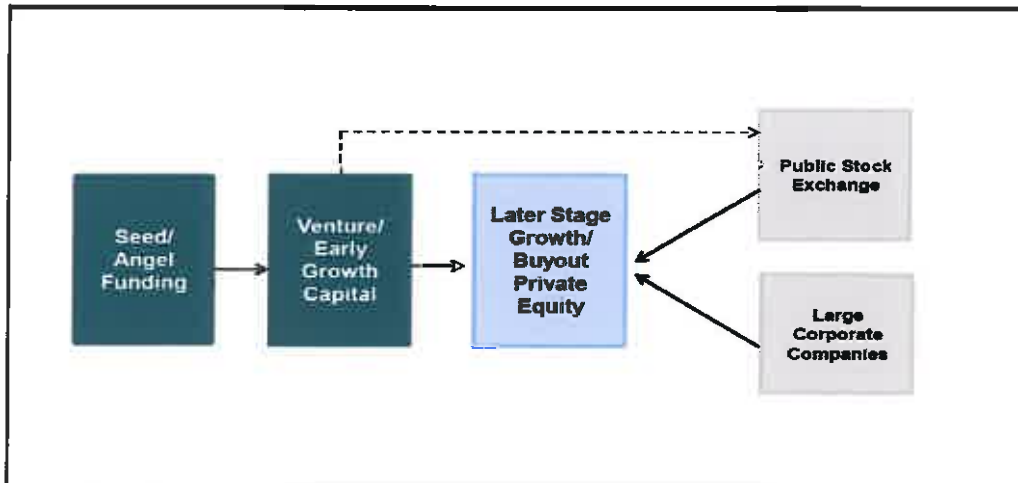 Seed/
Angel
Funding
Venture/
Early
Growth
Capital
Later Stage
Growth/
Buyout
Private
Equity
Public Stock
Exchange
Large
Corporate
Companies